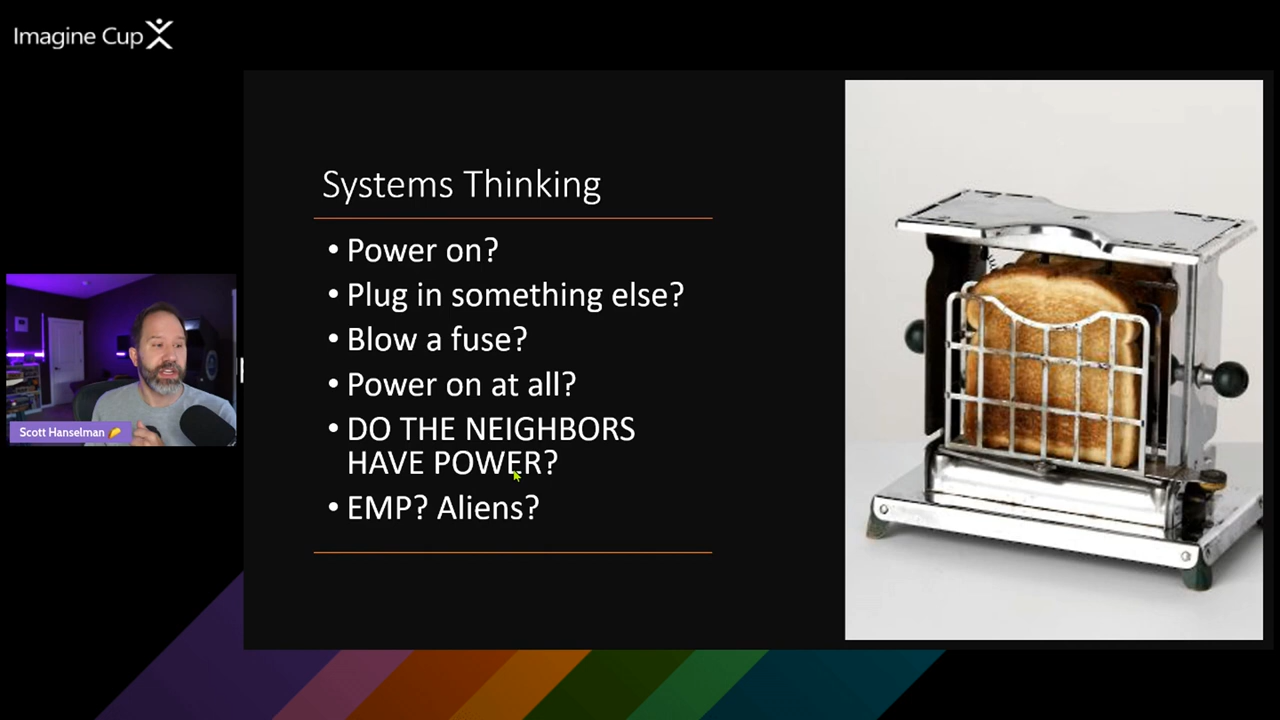 Imagine Cup
Systems Thinking
• Power on?
• Plug in something else?
• Blow a fuse?
• Power on at all?
• DO THE NEIGHBORS
HAVE POWER?
• EMP? Aliens?
Scott Hanselman 🌮